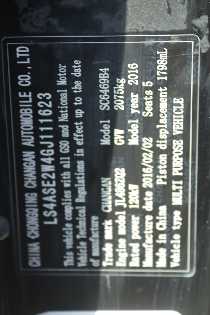 CHINA CHONGQING CHANGAN AUTOMOBILE CO.,LTD
LS4ASE2W46GJ111623
This vehicle complies with all GSO and National Motor
Vehicle Technical Regulations in effect up to the date
of manufacture
Trade mark CHANGAN Model SC6469B4
Engine model JL486ZQ2 GVW 2075kg
Rated power 120kW Model year 2016
Manufacture date 2016/02/02 Seats 5
Made in China Piston displacement 1798mL
Vehicle type MULTI PURPOSE VEHICLE